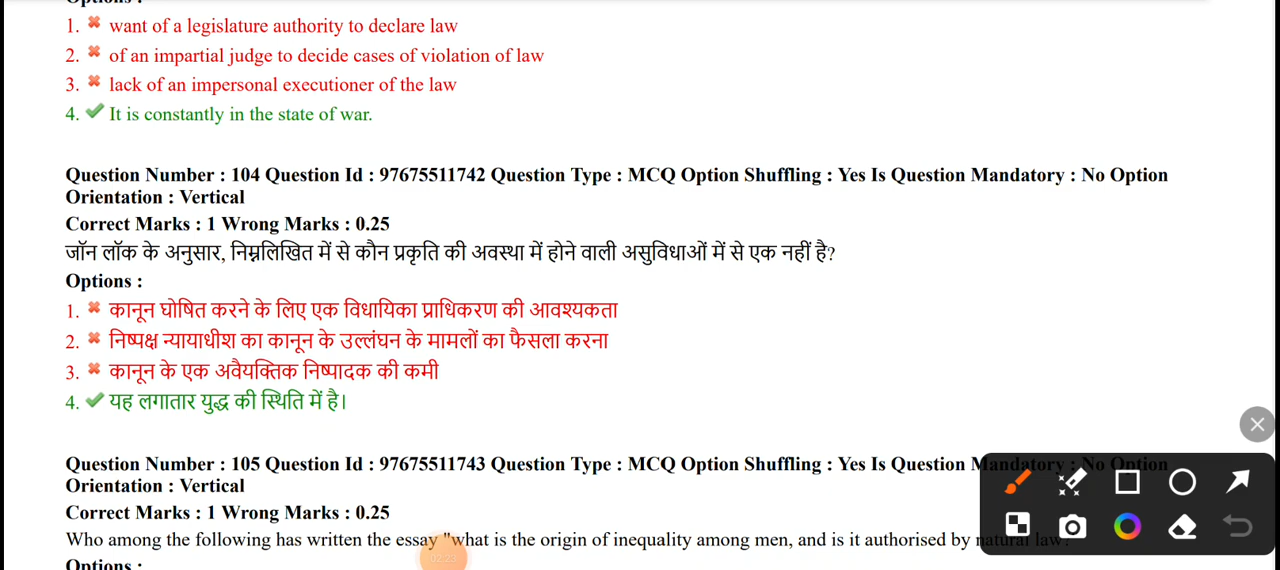 1. want of a legislature authority to declare law
2. of an impartial judge to decide cases of violation of law
3. lack of an impersonal executioner of the law
4. It is constantly in the state of war.
Question Number : 104 Question Id : 97675511742 Question Type : MCQ Option Shuffling : Yes Is Question Mandatory : No Option
Orientation : Vertical
Correct Marks : 1 Wrong Marks : 0.25
जॉन लॉक के अनुसार, निम्नलिखित में से कौन प्रकृति की अवस्था में होने वाली असुविधाओं में से एक नहीं है?
Options :
1. कानून घोषित करने के लिए एक विधायिका प्राधिकरण की आवश्यकता
2. निष्पक्ष न्यायाधीश का कानून के उल्लंघन के मामलों का फैसला करना
3. कानून के एक अवैयक्तिक निष्पादक की कमी
4. यह लगातार युद्ध की स्थिति में है।
Question Number : 105 Question Id : 97675511743 Question Type : MCQ Option Shuffling : Yes Is Question Mandatory : No Option
Orientation : Vertical
Correct Marks : 1 Wrong Marks : 0.25
Who among the following has written the essay "what is the origin of inequality among men, and is it authorised by natural law
Options :